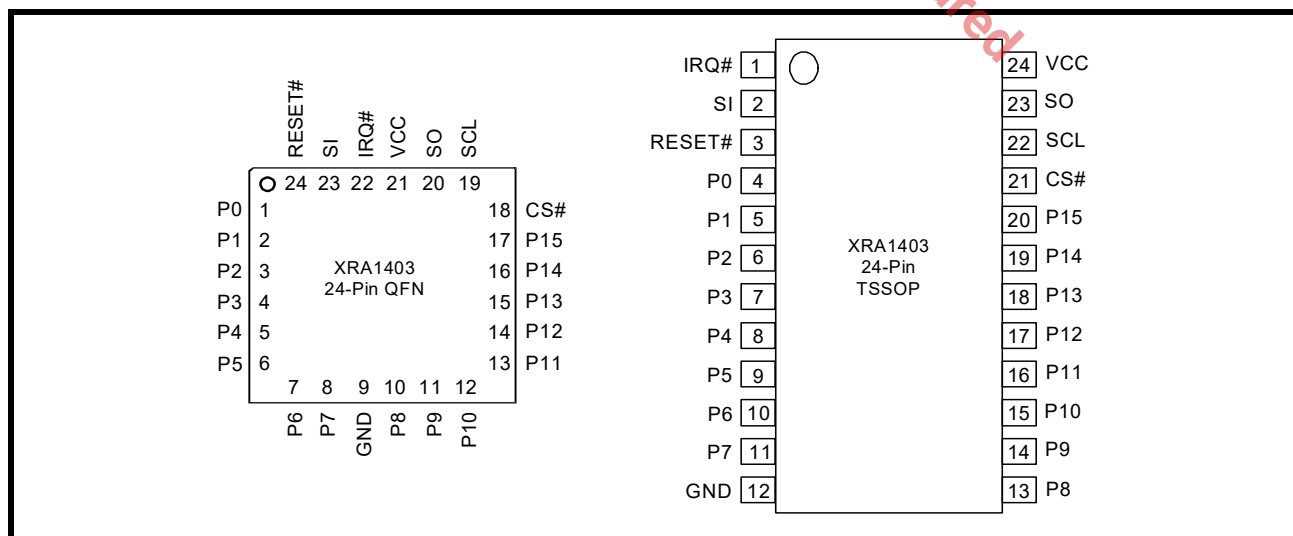 RESET#
SI
IRQ#
VCC
SO
SCL
24 23 22 21 20 19
P0 1
P1 2
P2 3
P3 4
P4 5
P5 6
XRA1403
24-Pin QFN
18 CS#
17 P15
16 P14
15 P13
14 P12
13 P11
7 8 9 10 11 12
P6
P7
GND
P8
P9
P10
IRQ# 1
SI 2
RESET# 3
P0 4
P1 5
P2 6
P3 7
P4 8
P5 9
P6 10
P7 11
GND 12
XRA1403
24-Pin
TSSOP
24 VCC
23 SO
22 SCL
21 CS#
20 P15
19 P14
18 P13
17 P12
16 P11
15 P10
14 P9
13 P8